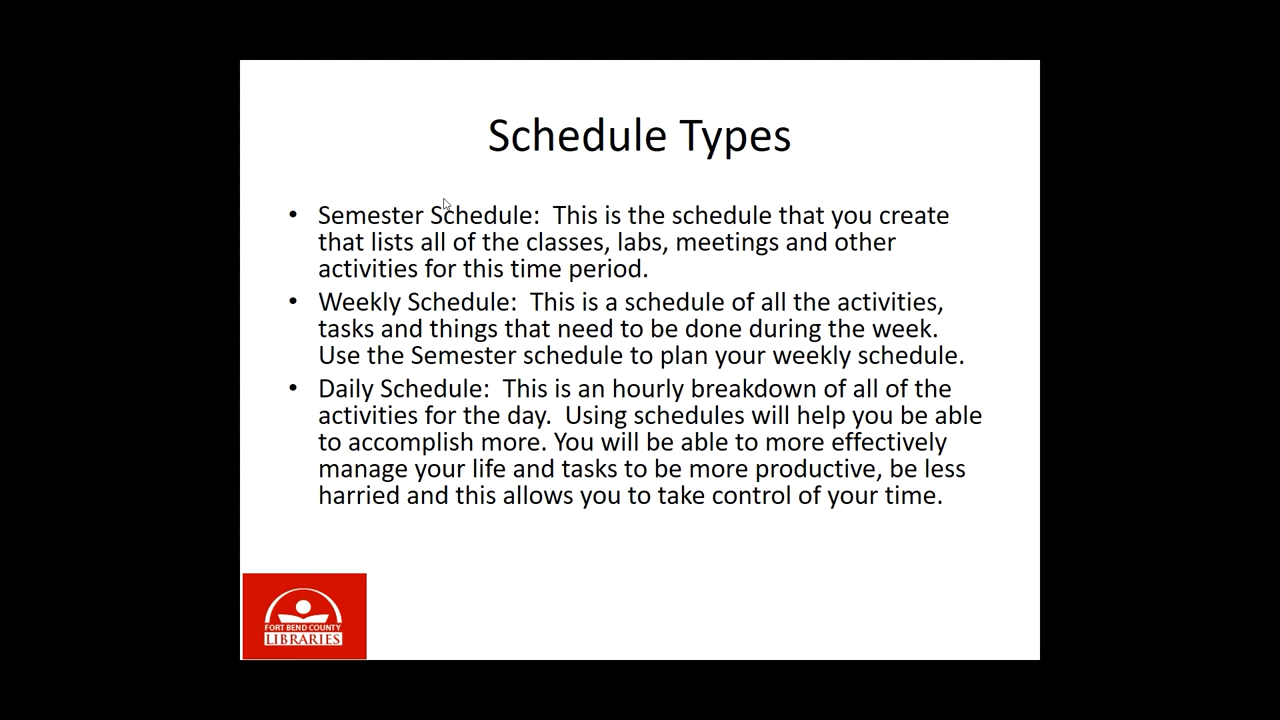 Schedule Types
• Semester Schedule:  This is the schedule that you create
that lists all of the classes, labs, meetings and other
activities for this time period.
• Weekly Schedule:  This is a schedule of all the activities,
tasks and things that need to be done during the week.
Use the Semester schedule to plan your weekly schedule.
• Daily Schedule:  This is an hourly breakdown of all of the
activities for the day.  Using schedules will help you be able
to accomplish more. You will be able to more effectively
manage your life and tasks to be more productive, be less
harried and this allows you to take control of your time.
FORT BEND COUNTY
LIBRARIES